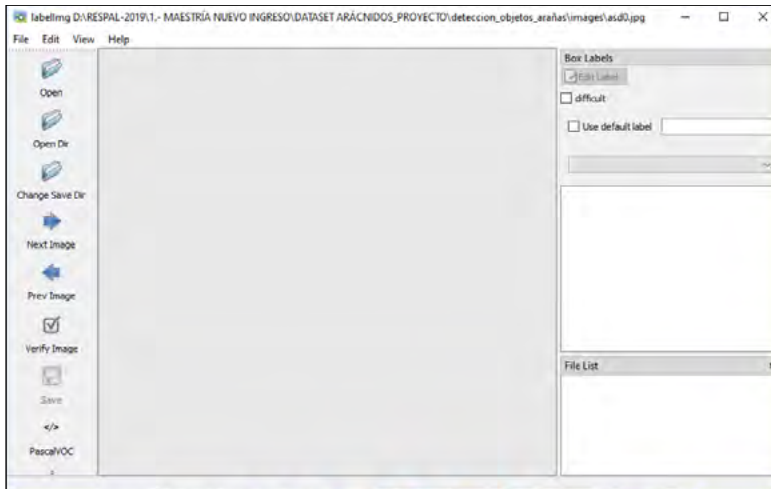 labelImg D:\RESPAL-2019\1.- MAESTRÍA NUEVO INGRESO\DATASET ARÁCNIDOS_PROYECTO\deteccion_objetos_arañas\images\asd0.jpg
File Edit View Help
Open
Open Dir
Change Save Dir
Next Image
Prev Image
Verify Image
Save
</>
PascalVOC
Box Labels
Edit Label
difficult
Use default label
File List